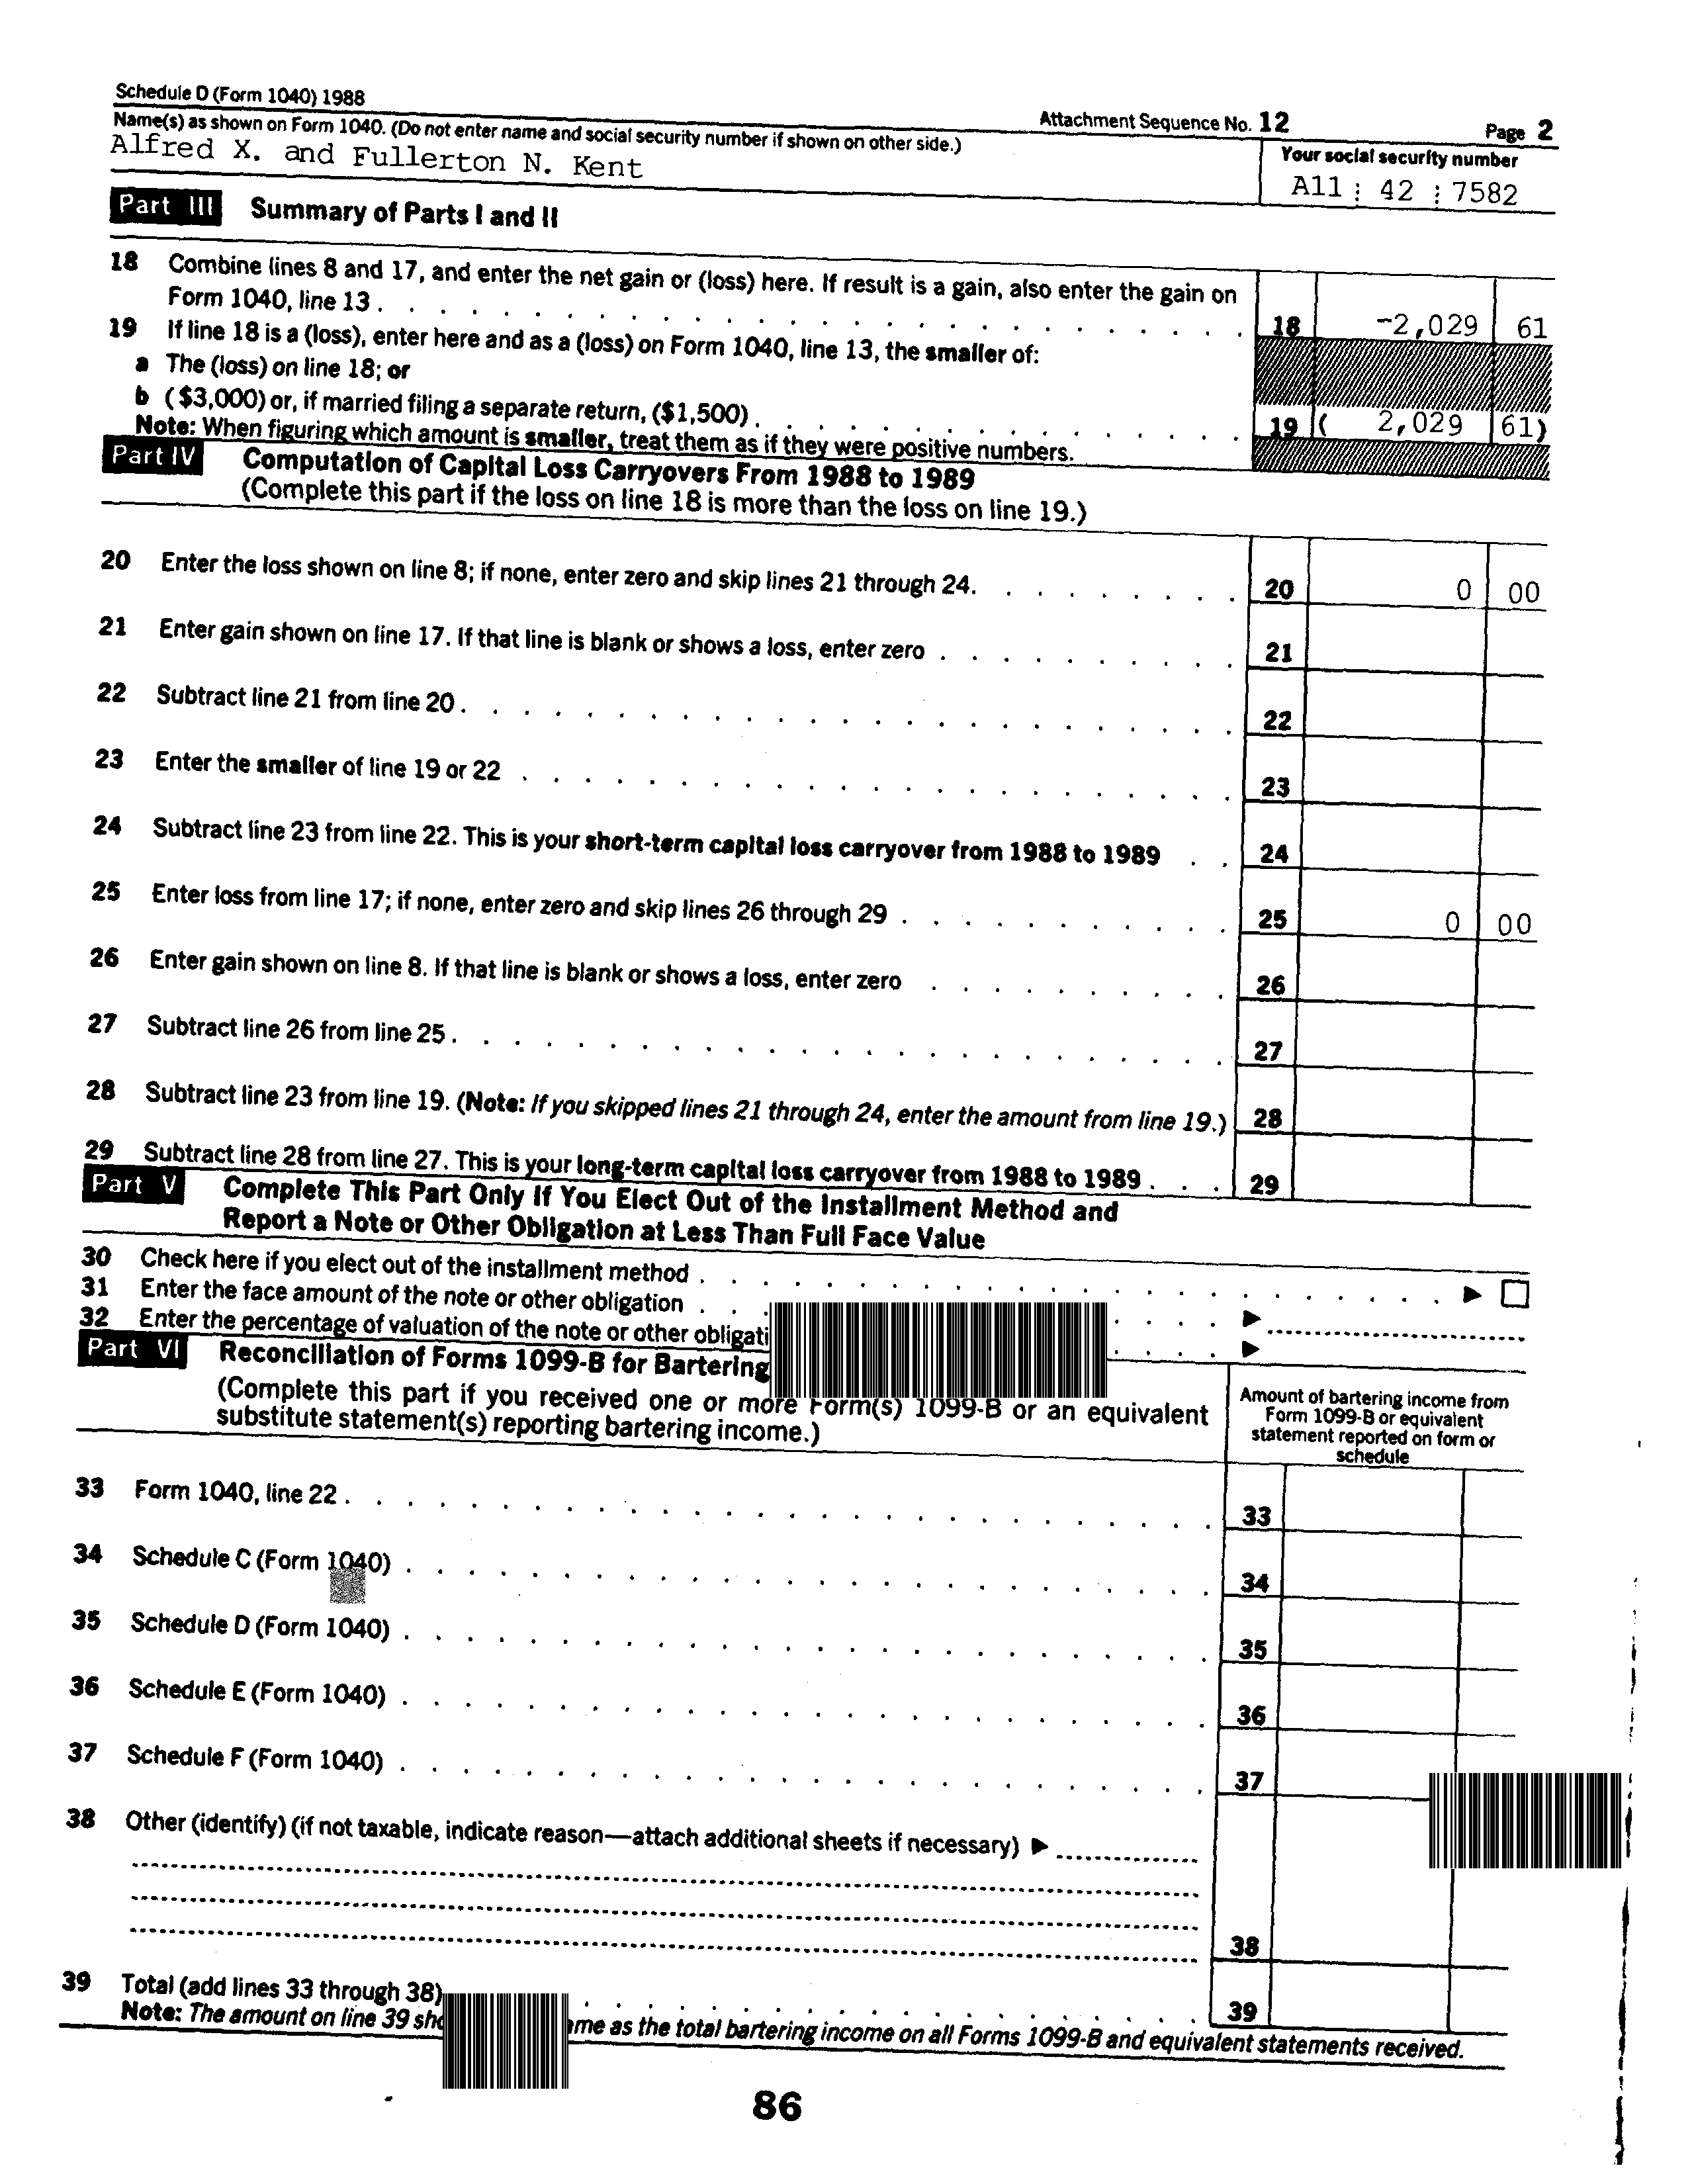 Schedule D (Form 1040) 1988
Attachment Sequence No. 12
Page 2
Name(s) as shown on Form 1040. (Do not enter name and social security number if shown on other side.)
Alfred X. and Fullerton N. Kent
Your social security number
A11 42 7582
Part III Summary of Parts I and II
18 Combine lines 8 and 17, and enter the net gain or (loss) here. If result is a gain, also enter the gain on
Form 1040, line 13 . . . . 18 -2,029 61
19 If line 18 is a (loss), enter here and as a (loss) on Form 1040, line 13, the smaller of:
a The (loss) on line 18; or
b ($3,000) or, if married filing a separate return, ($1,500) . . . . 19 ( 2,029 61)
Note: When figuring which amount is smaller, treat them as if they were positive numbers.
Part IV Computation of Capital Loss Carryovers From 1988 to 1989
(Complete this part if the loss on line 18 is more than the loss on line 19.)
20 Enter the loss shown on line 8; if none, enter zero and skip lines 21 through 24. . . . . 20 0 00
21 Enter gain shown on line 17. If that line is blank or shows a loss, enter zero . . . . 21
22 Subtract line 21 from line 20 . . . . 22
23 Enter the smaller of line 19 or 22 . . . . 23
24 Subtract line 23 from line 22. This is your short-term capital loss carryover from 1988 to 1989 . . 24
25 Enter loss from line 17; if none, enter zero and skip lines 26 through 29 . . . . 25 0 00
26 Enter gain shown on line 8. If that line is blank or shows a loss, enter zero . . . . 26
27 Subtract line 26 from line 25 . . . . 27
28 Subtract line 23 from line 19. (Note: If you skipped lines 21 through 24, enter the amount from line 19.) 28
29 Subtract line 28 from line 27. This is your long-term capital loss carryover from 1988 to 1989 . . . 29
Part V Complete This Part Only If You Elect Out of the Installment Method and
Report a Note or Other Obligation at Less Than Full Face Value
30 Check here if you elect out of the installment method . . . . ▶ ☐
31 Enter the face amount of the note or other obligation . . . . ▶
32 Enter the percentage of valuation of the note or other . . . . ▶
Part VI Reconciliation of Forms 1099-B for Bartering
(Complete this part if you received one or more Form(s) 1099-B or an equivalent
substitute statement(s) reporting bartering income.)
Amount of bartering income from
Form 1099-B or equivalent
statement reported on form or
schedule
33 Form 1040, line 22 . . . . 33
34 Schedule C (Form 1040) . . . . 34
35 Schedule D (Form 1040) . . . . 35
36 Schedule E (Form 1040) . . . . 36
37 Schedule F (Form 1040) . . . . 37
38 Other (identify) (if not taxable, indicate reason—attach additional sheets if necessary) ▶
38
39 Total (add lines 33 through 38) . . . . 39
Note: The amount on line 39 as the total bartering income on all Forms 1099-B and equivalent statements received.
86